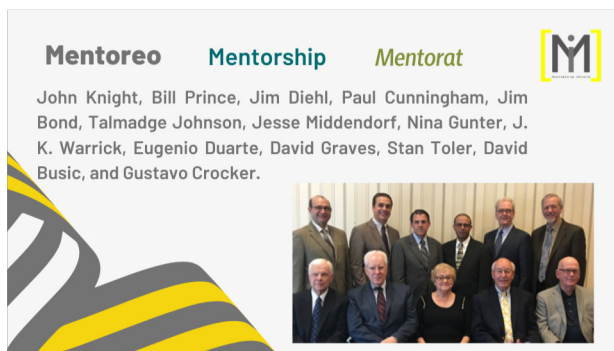 Mentoreo Mentorship Mentorat
John Knight, Bill Prince, Jim Diehl, Paul Cunningham, Jim
Bond, Talmadge Johnson, Jesse Middendorf, Nina Gunter, J.
K. Warrick, Eugenio Duarte, David Graves, Stan Toler, David
Busic, and Gustavo Crocker.